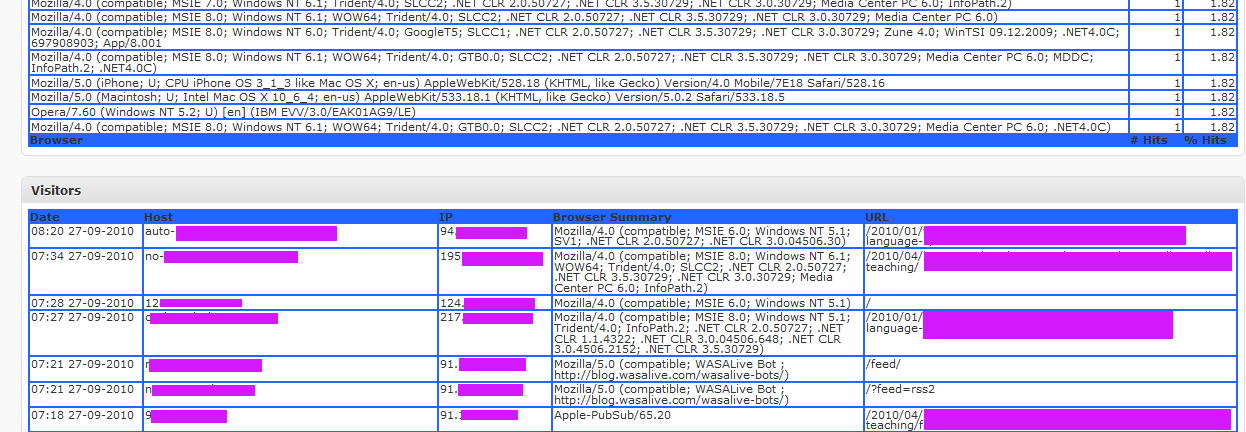 Mozilla/4.0 (compatible; MSIE 7.0; Windows NT 6.1; Trident/4.0; SLCC2; .NET CLR 2.0.50727; .NET CLR 3.5.30729; .NET CLR 3.0.30729; Media Center PC 6.0; InfoPath.2) 1 1.82
Mozilla/4.0 (compatible; MSIE 8.0; Windows NT 6.1; WOW64; Trident/4.0; SLCC2; .NET CLR 2.0.50727; .NET CLR 3.5.30729; .NET CLR 3.0.30729; Media Center PC 6.0) 1 1.82
Mozilla/4.0 (compatible; MSIE 8.0; Windows NT 6.0; Trident/4.0; GoogleT5; SLCC1; .NET CLR 2.0.50727; .NET CLR 3.5.30729; .NET CLR 3.0.30729; Zune 4.0; WinTSI 09.12.2009; .NET4.0C; 1 1.82
697908903; App/8.001
Mozilla/4.0 (compatible; MSIE 8.0; Windows NT 6.1; WOW64; Trident/4.0; GTB0.0; SLCC2; .NET CLR 2.0.50727; .NET CLR 3.5.30729; .NET CLR 3.0.30729; Media Center PC 6.0; MDDC; 1 1.82
InfoPath.2; .NET4.0C)
Mozilla/5.0 (iPhone; U; CPU iPhone OS 3_1_3 like Mac OS X; en-us) AppleWebKit/528.18 (KHTML, like Gecko) Version/4.0 Mobile/7E18 Safari/528.16 1 1.82
Mozilla/5.0 (Macintosh; U; Intel Mac OS X 10_6_4; en-us) AppleWebKit/533.18.1 (KHTML, like Gecko) Version/5.0.2 Safari/533.18.5 1 1.82
Opera/7.60 (Windows NT 5.2; U) [en] (IBM EVV/3.0/EAK01AG9/LE) 1 1.82
Mozilla/4.0 (compatible; MSIE 8.0; Windows NT 6.1; WOW64; Trident/4.0; GTB0.0; SLCC2; .NET CLR 2.0.50727; .NET CLR 3.5.30729; .NET CLR 3.0.30729; Media Center PC 6.0; .NET4.0C) 1 1.82
Browser # Hits % Hits
Visitors
Date Host IP Browser Summary URL
08:20 27-09-2010 auto- 94. Mozilla/4.0 (compatible; MSIE 6.0; Windows NT 5.1; /2010/01/
SV1; .NET CLR 2.0.50727; .NET CLR 3.0.04506.30) language-
07:34 27-09-2010 no- 195 Mozilla/4.0 (compatible; MSIE 8.0; Windows NT 6.1; /2010/04/
WOW64; Trident/4.0; SLCC2; .NET CLR 2.0.50727; teaching/
.NET CLR 3.5.30729; .NET CLR 3.0.30729; Media
Center PC 6.0; InfoPath.2)
07:28 27-09-2010 12 124. Mozilla/4.0 (compatible; MSIE 6.0; Windows NT 5.1) /
07:27 27-09-2010 217. Mozilla/4.0 (compatible; MSIE 8.0; Windows NT 5.1; /2010/01/
Trident/4.0; InfoPath.2; .NET CLR 2.0.50727; .NET language-
CLR 1.1.4322; .NET CLR 3.0.04506.648; .NET CLR
3.0.4506.2152; .NET CLR 3.5.30729)
07:21 27-09-2010 91. Mozilla/5.0 (compatible; WASALive Bot ; /feed/
http://blog.wasalive.com/wasalive-bots/)
07:21 27-09-2010 91. Mozilla/5.0 (compatible; WASALive Bot ; /?feed=rss2
http://blog.wasalive.com/wasalive-bots/)
07:18 27-09-2010 9 91. Apple-PubSub/65.20 /2010/04/
teaching/f